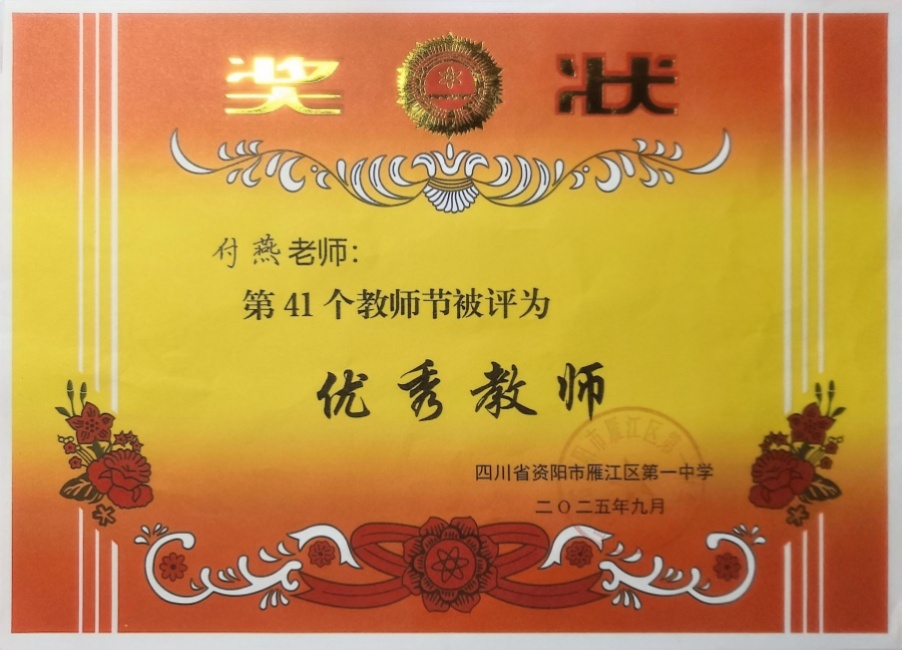 奖 状
付燕老师：
第 41 个教师节被评为
优秀教师
四川省资阳市雁江区第一中学
二〇二五年九月